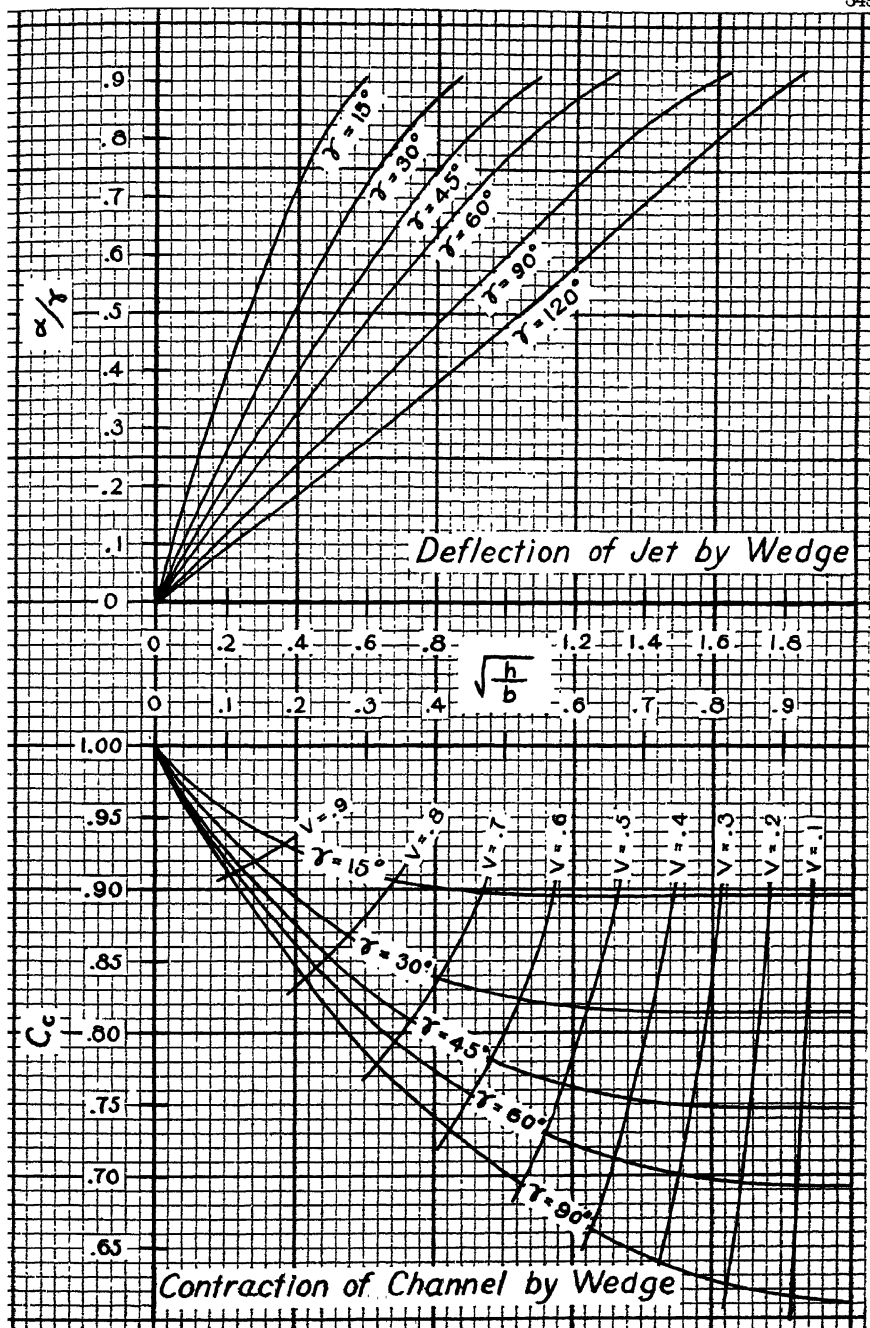 .9
.8
.7
.6
.5
.4
.3
.2
.1
0
α/γ
γ=15°
γ=30°
γ=45°
γ=60°
γ=90°
γ=120°
Deflection of Jet by Wedge
0 .2 .4 .6 .8 1.2 1.4 1.6 1.8
√h/b
0 .1 .2 .3 .4 .6 .7 .8 .9
1.00
.95
.90
.85
.80
.75
.70
.65
Cc
V=.9
V=.8
V=.7
V=.6
V=.5
V=.4
V=.3
V=.2
V=.1
γ=15°
γ=30°
γ=45°
γ=60°
γ=90°
Contraction of Channel by Wedge